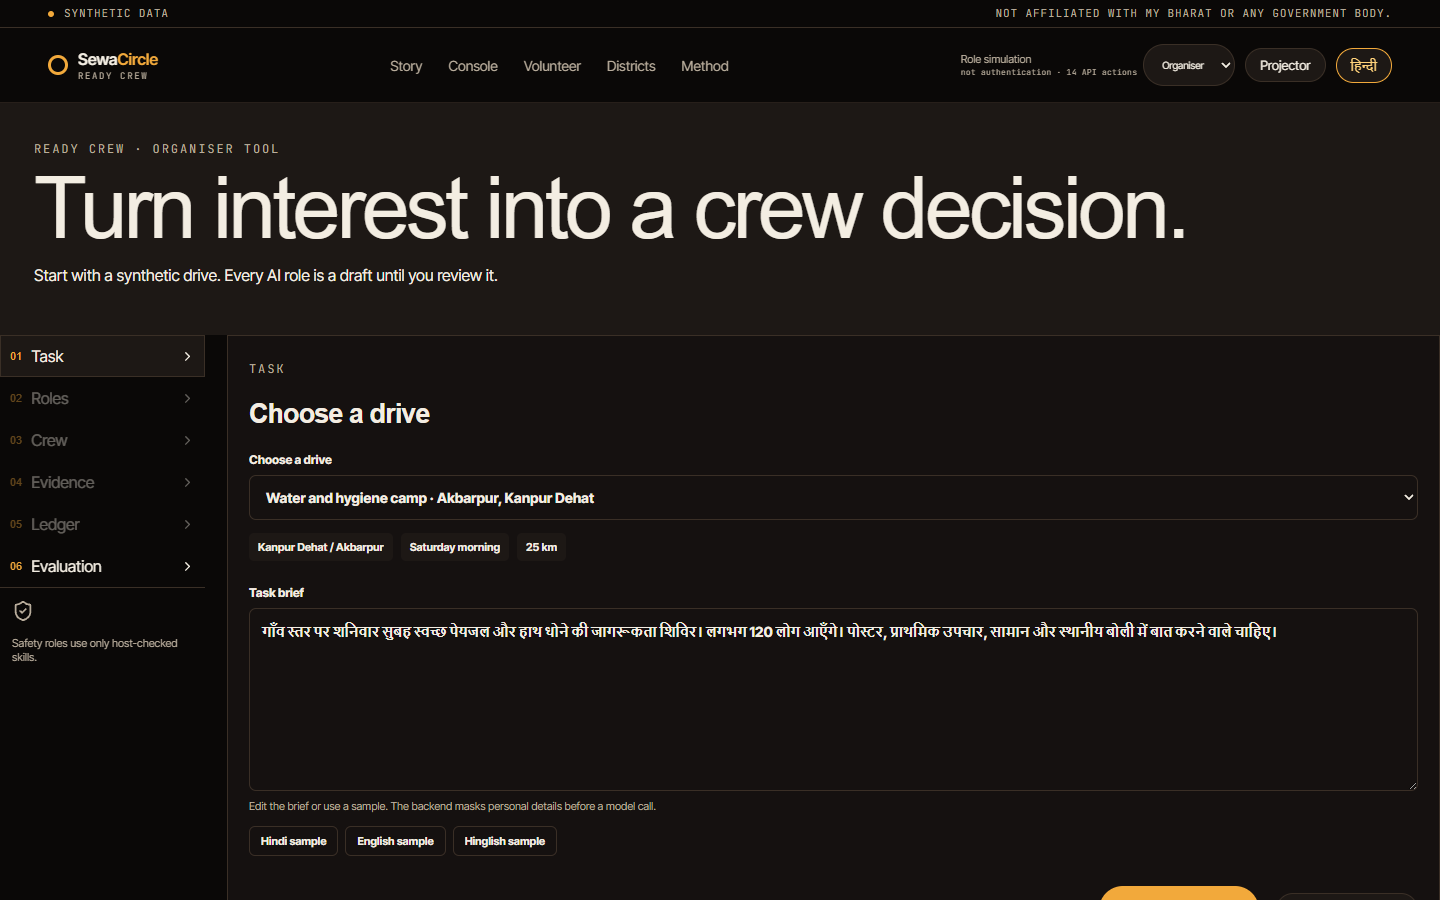 SYNTHETIC DATA
NOT AFFILIATED WITH MY BHARAT OR ANY GOVERNMENT BODY.
SewaCircle
READY CREW
Story
Console
Volunteer
Districts
Method
Role simulation
not authentication · 14 API actions
Organiser
Projector
हिन्दी
READY CREW · ORGANISER TOOL
Turn interest into a crew decision.
Start with a synthetic drive. Every AI role is a draft until you review it.
01 Task
02 Roles
03 Crew
04 Evidence
05 Ledger
06 Evaluation
Safety roles use only host-checked
skills.
TASK
Choose a drive
Choose a drive
Water and hygiene camp · Akbarpur, Kanpur Dehat
Kanpur Dehat / Akbarpur
Saturday morning
25 km
Task brief
गाँव स्तर पर शनिवार सुबह स्वच्छ पेयजल और हाथ धोने की जागरूकता शिविर। लगभग 120 लोग आएँगे। पोस्टर, प्राथमिक उपचार, सामान और स्थानीय बोली में बात करने वाले चाहिए।
Edit the brief or use a sample. The backend masks personal details before a model call.
Hindi sample
English sample
Hinglish sample